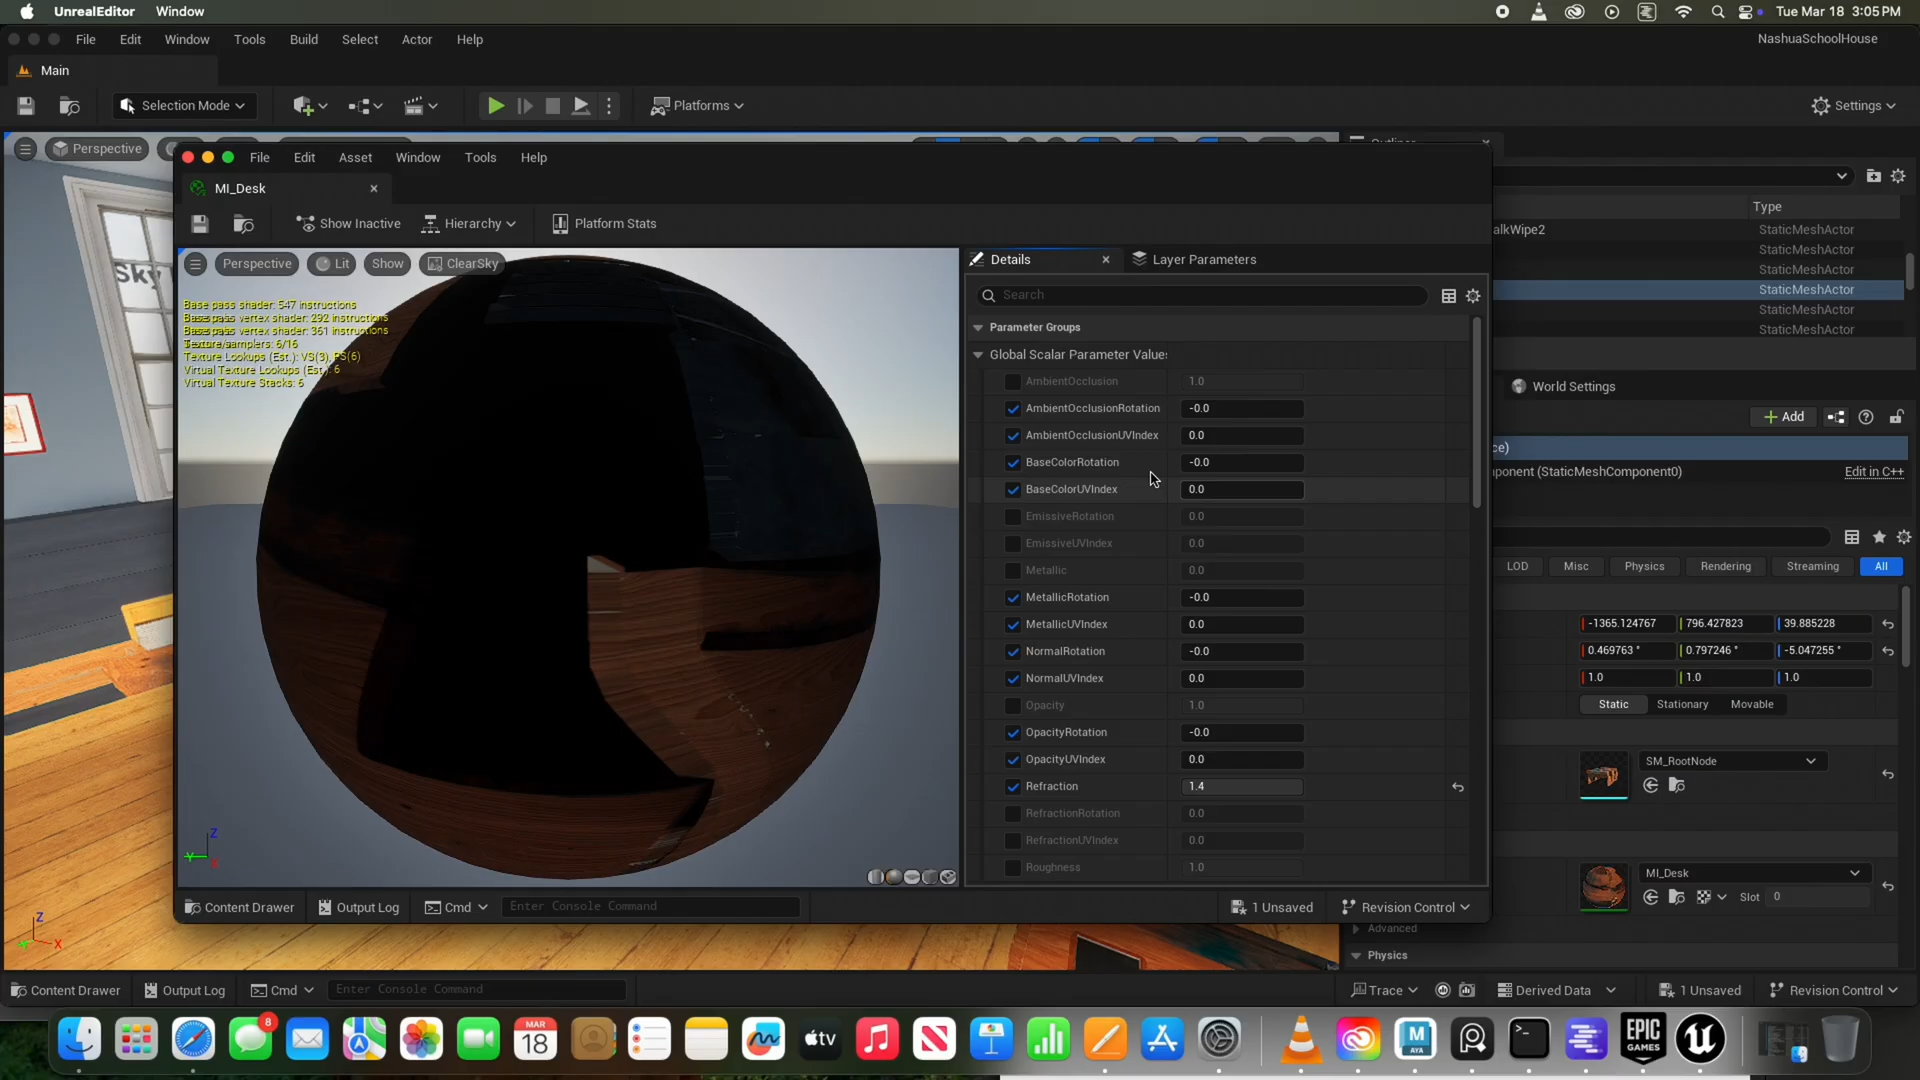 UnrealEditor Window Tue Mar 18 3:05PM
File Edit Window Tools Build Select Actor Help NashuaSchoolHouse
Main
Selection Mode Platforms Settings
Perspective
File Edit Asset Window Tools Help
MI_Desk
Show Inactive Hierarchy Platform Stats
Type
alkWipe2 StaticMeshActor
StaticMeshActor
StaticMeshActor
StaticMeshActor
StaticMeshActor
StaticMeshActor
Perspective Lit Show ClearSky
Base pass shader: 547 instructions
Base pass vertex shader: 292 instructions
Base pass vertex shader: 361 instructions
Texture samplers: 6/16
Texture Lookups (Est.): VS(3), PS(6)
Virtual Texture Lookups (Est.): 6
Virtual Texture Stacks: 6
Sky
Details Layer Parameters
Search
Parameter Groups
Global Scalar Parameter Values
AmbientOcclusion 1.0
AmbientOcclusionRotation -0.0
AmbientOcclusionUVIndex 0.0
BaseColorRotation -0.0
BaseColorUVIndex 0.0
EmissiveRotation 0.0
EmissiveUVIndex 0.0
Metallic 0.0
MetallicRotation -0.0
MetallicUVIndex 0.0
NormalRotation -0.0
NormalUVIndex 0.0
Opacity 1.0
OpacityRotation -0.0
OpacityUVIndex 0.0
Refraction 1.4
RefractionRotation 0.0
RefractionUVIndex 0.0
Roughness 1.0
World Settings
Add
ce)
ponent (StaticMeshComponent0) Edit in C++
LOD Misc Physics Rendering Streaming All
-1365.124767 796.427823 39.885228
0.469763 ° 0.797246 ° -5.047255 °
1.0 1.0 1.0
Static Stationary Movable
SM_RootNode
MI_Desk
Slot 0
Advanced
Physics
Content Drawer Output Log Cmd Enter Console Command 1 Unsaved Revision Control
Content Drawer Output Log Cmd Enter Console Command Trace Derived Data 1 Unsaved Revision Control
Z
Y
X
Z
X
8
MAR
18
tv
MAYA
EPIC
GAMES